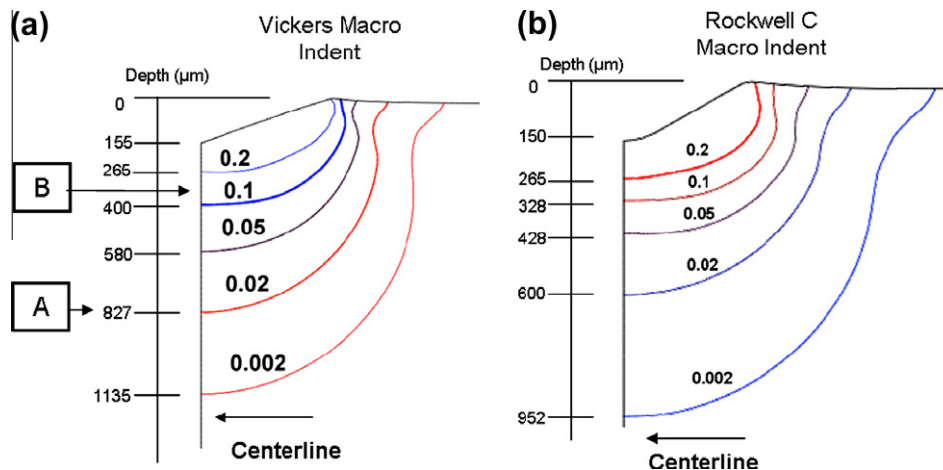 (a)
Vickers Macro
Indent
Depth (µm)
0
155
265
B
400
580
A
827
1135
0.2
0.1
0.05
0.02
0.002
Centerline
(b)
Rockwell C
Macro Indent
Depth (µm)
0
150
265
328
428
600
952
0.2
0.1
0.05
0.02
0.002
Centerline